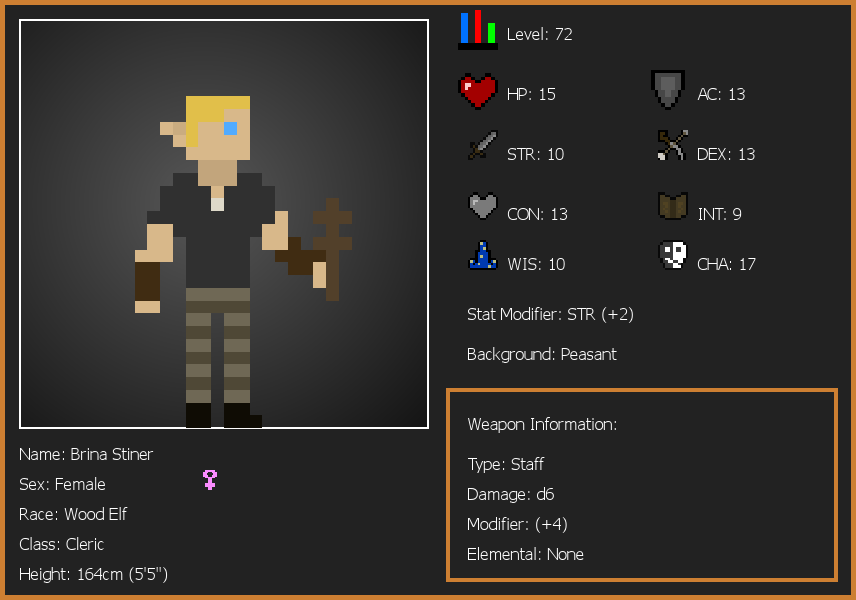 Level: 72
HP: 15
AC: 13
STR: 10
DEX: 13
CON: 13
INT: 9
WIS: 10
CHA: 17
Stat Modifier: STR (+2)
Background: Peasant
Weapon Information:
Type: Staff
Damage: d6
Modifier: (+4)
Elemental: None
Name: Brina Stiner
Sex: Female
Race: Wood Elf
Class: Cleric
Height: 164cm (5'5")